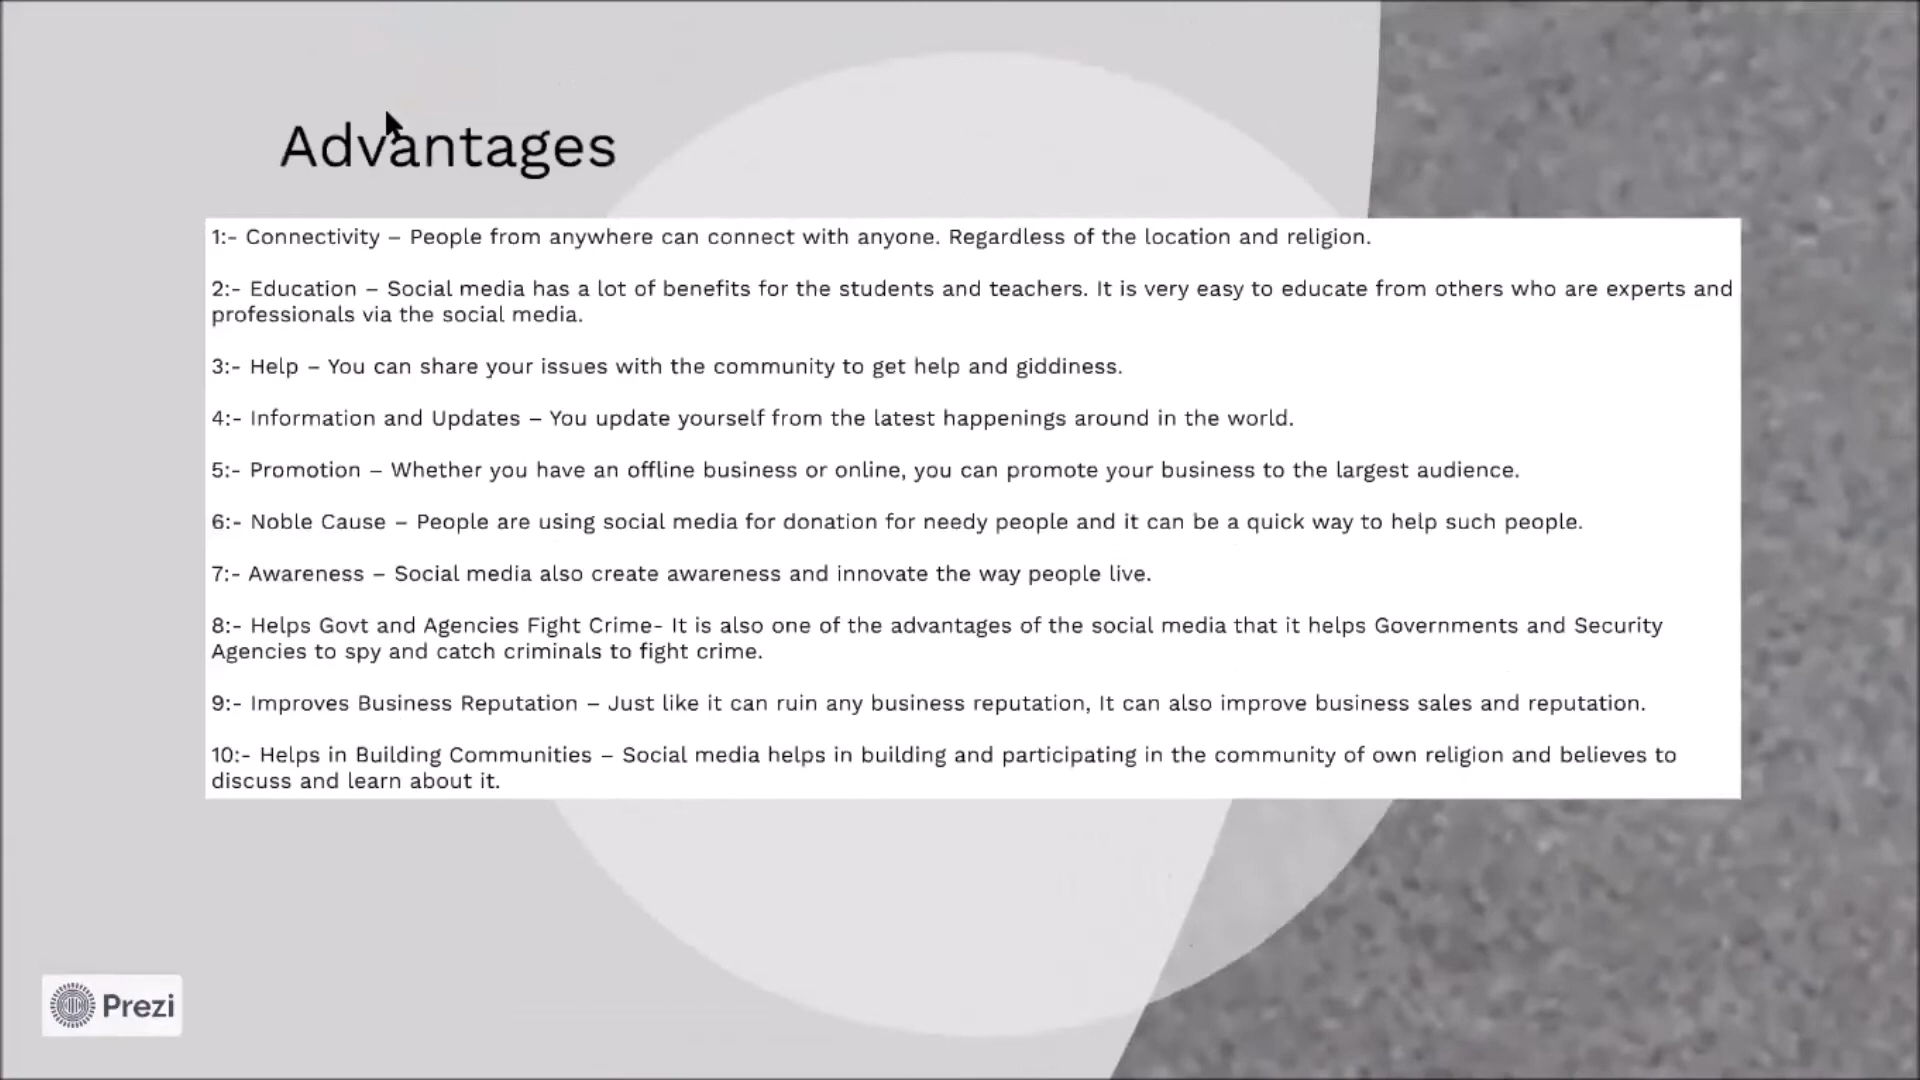 Advantages
1:- Connectivity – People from anywhere can connect with anyone. Regardless of the location and religion.
2:- Education – Social media has a lot of benefits for the students and teachers. It is very easy to educate from others who are experts and
professionals via the social media.
3:- Help – You can share your issues with the community to get help and giddiness.
4:- Information and Updates – You update yourself from the latest happenings around in the world.
5:- Promotion – Whether you have an offline business or online, you can promote your business to the largest audience.
6:- Noble Cause – People are using social media for donation for needy people and it can be a quick way to help such people.
7:- Awareness – Social media also create awareness and innovate the way people live.
8:- Helps Govt and Agencies Fight Crime- It is also one of the advantages of the social media that it helps Governments and Security
Agencies to spy and catch criminals to fight crime.
9:- Improves Business Reputation – Just like it can ruin any business reputation, It can also improve business sales and reputation.
10:- Helps in Building Communities – Social media helps in building and participating in the community of own religion and believes to
discuss and learn about it.
Prezi